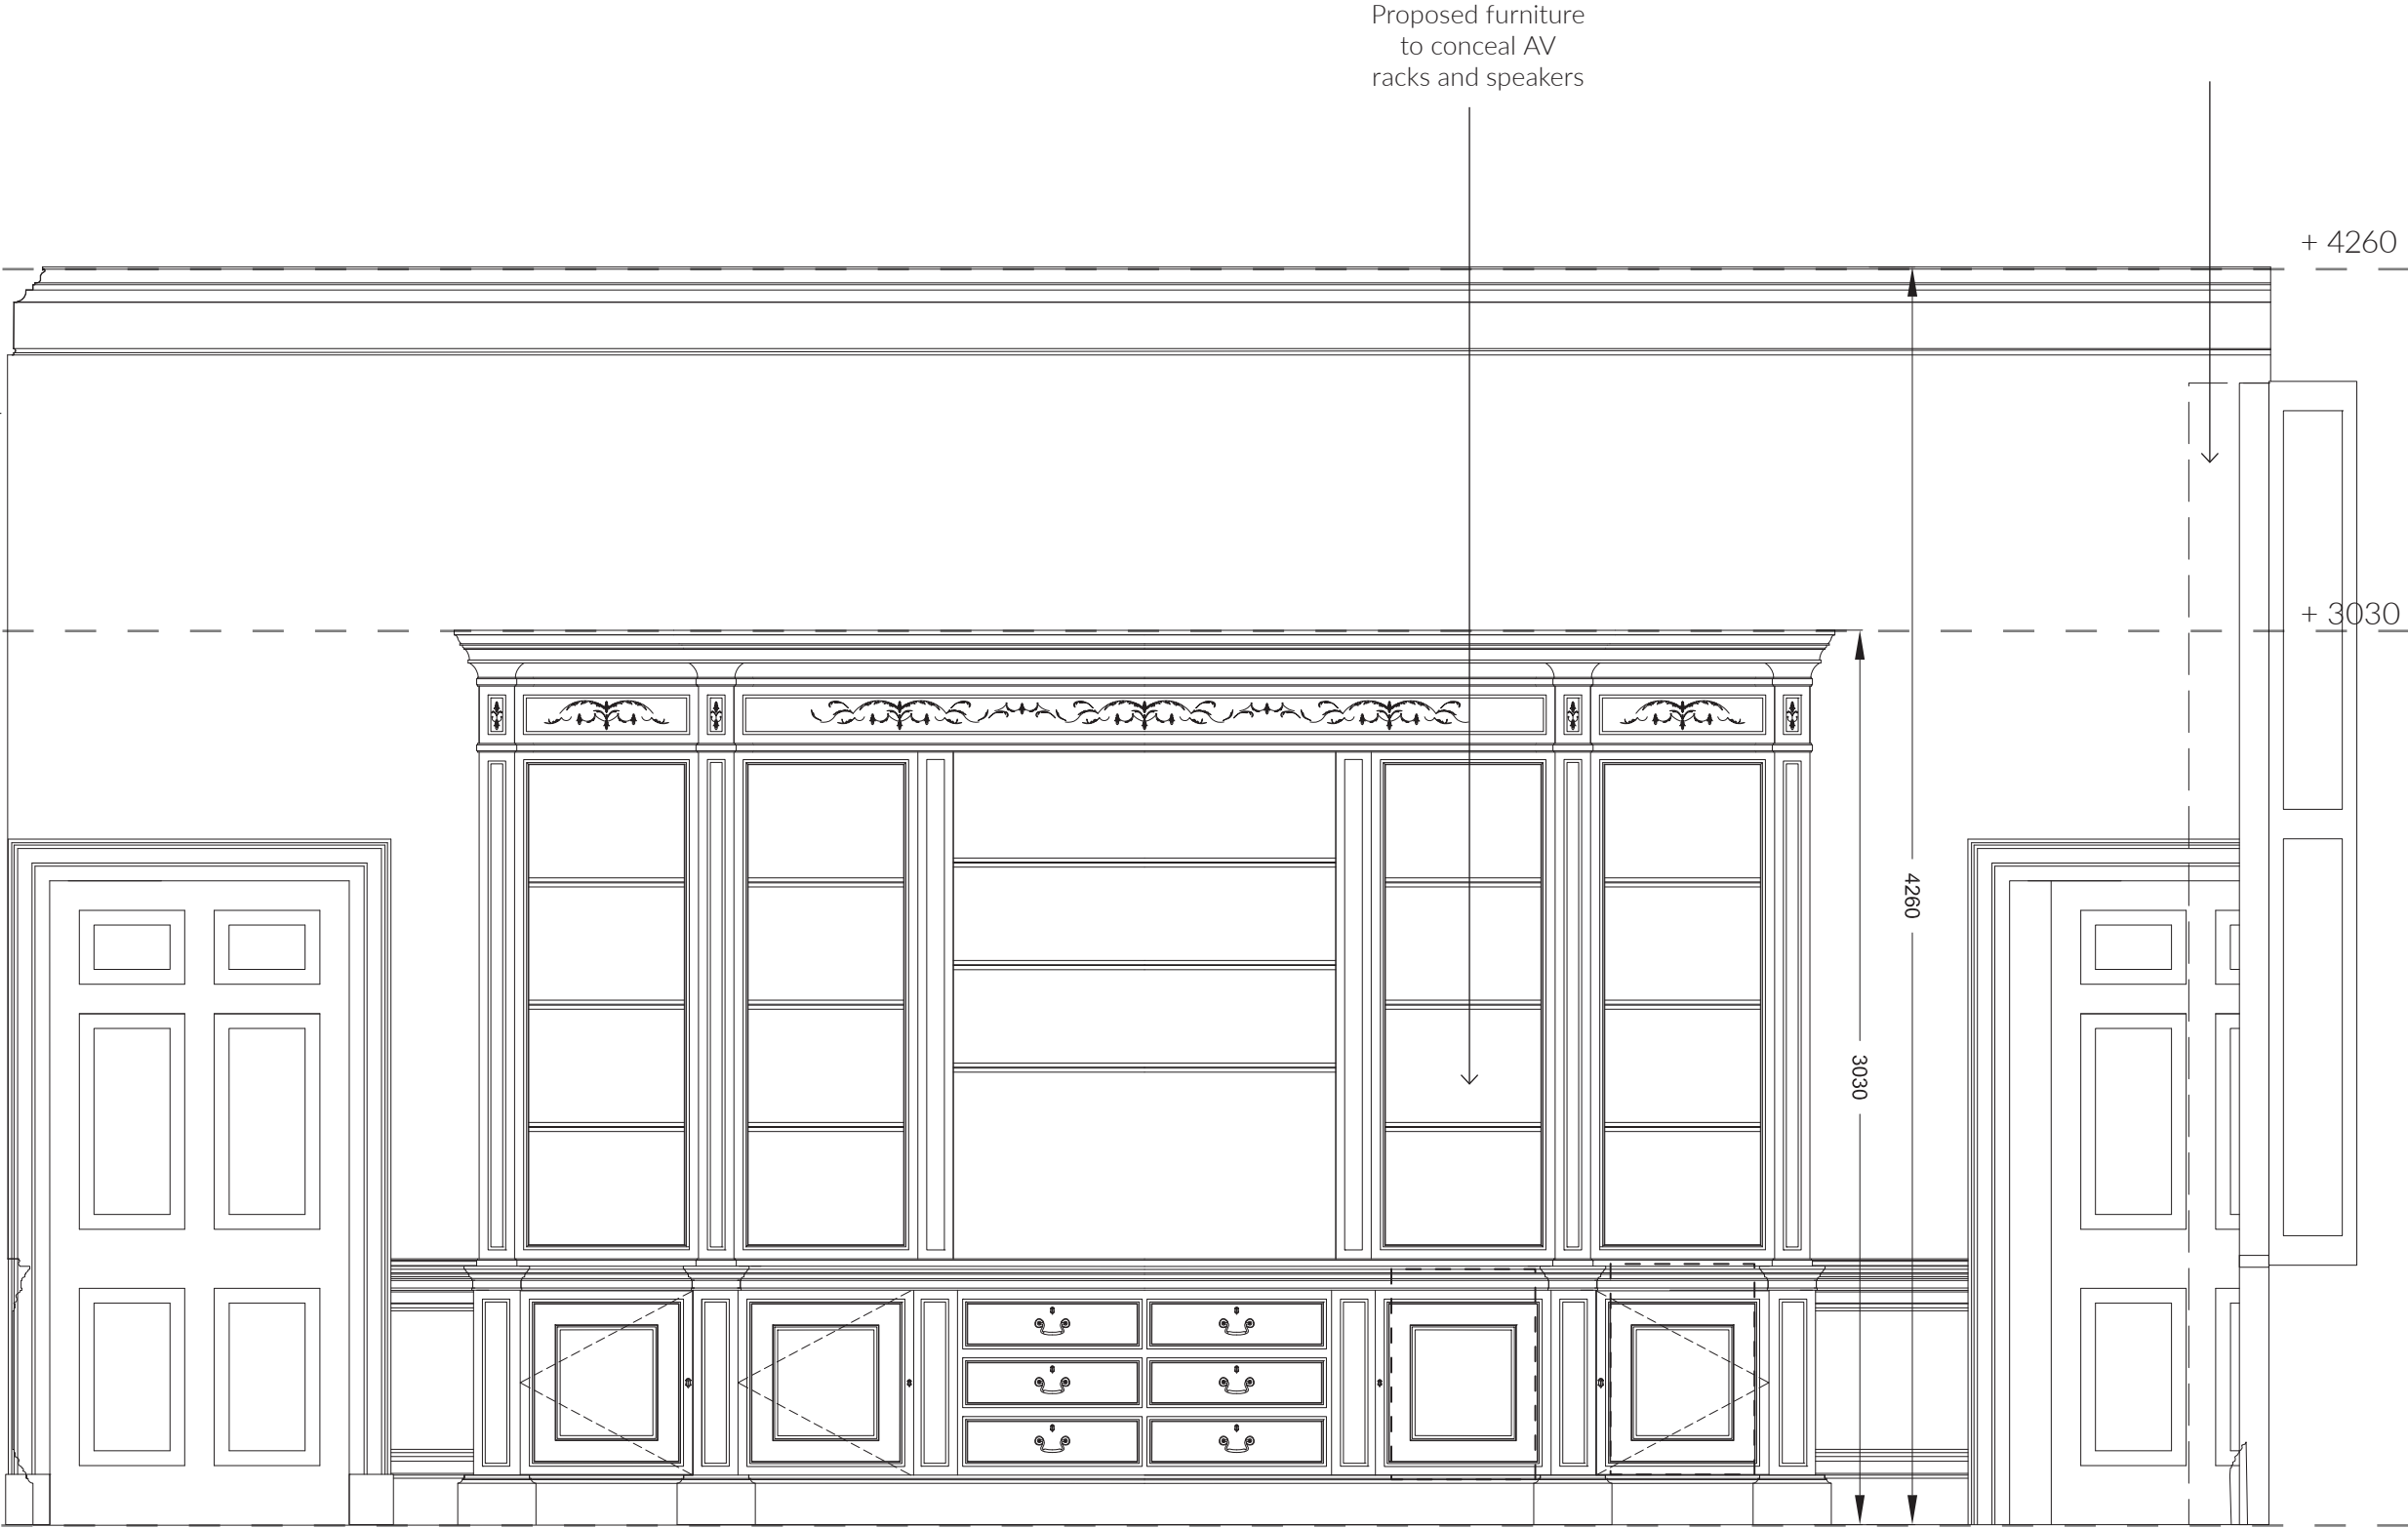 Proposed furniture
to conceal AV
racks and speakers
+ 4260
+ 3030
4260
3030